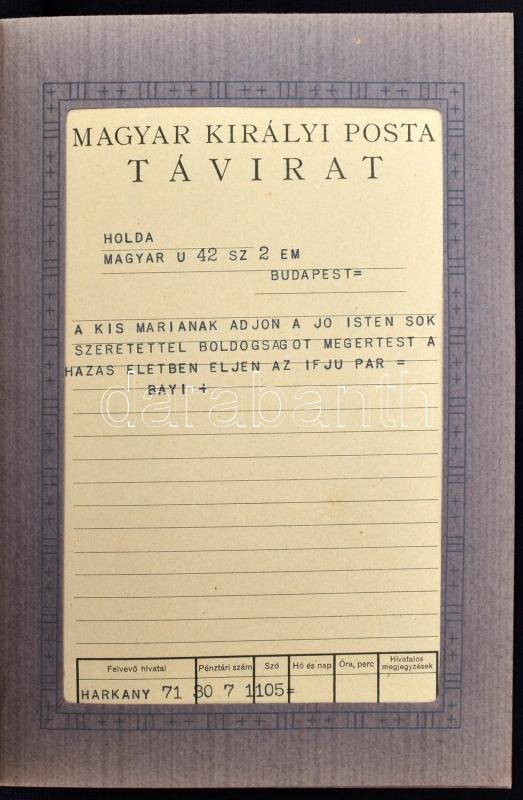 MAGYAR KIRÁLYI POSTA
TÁVIRAT
HOLDA
MAGYAR U 42 SZ 2 EM
BUDAPEST=
A KIS MARIANAK ADJON A JO ISTEN SOK
SZERETETTEL BOLDOGSAGOT MEGERTEST A
HAZAS ELETBEN ELJEN AZ IFJU PAR =
BAYI +
darabanth
Felvevő hivatal Pénztári szám Szó Hó és nap Óra, perc Hivatalos megjegyzések
HARKANY 71 30 7 1105=